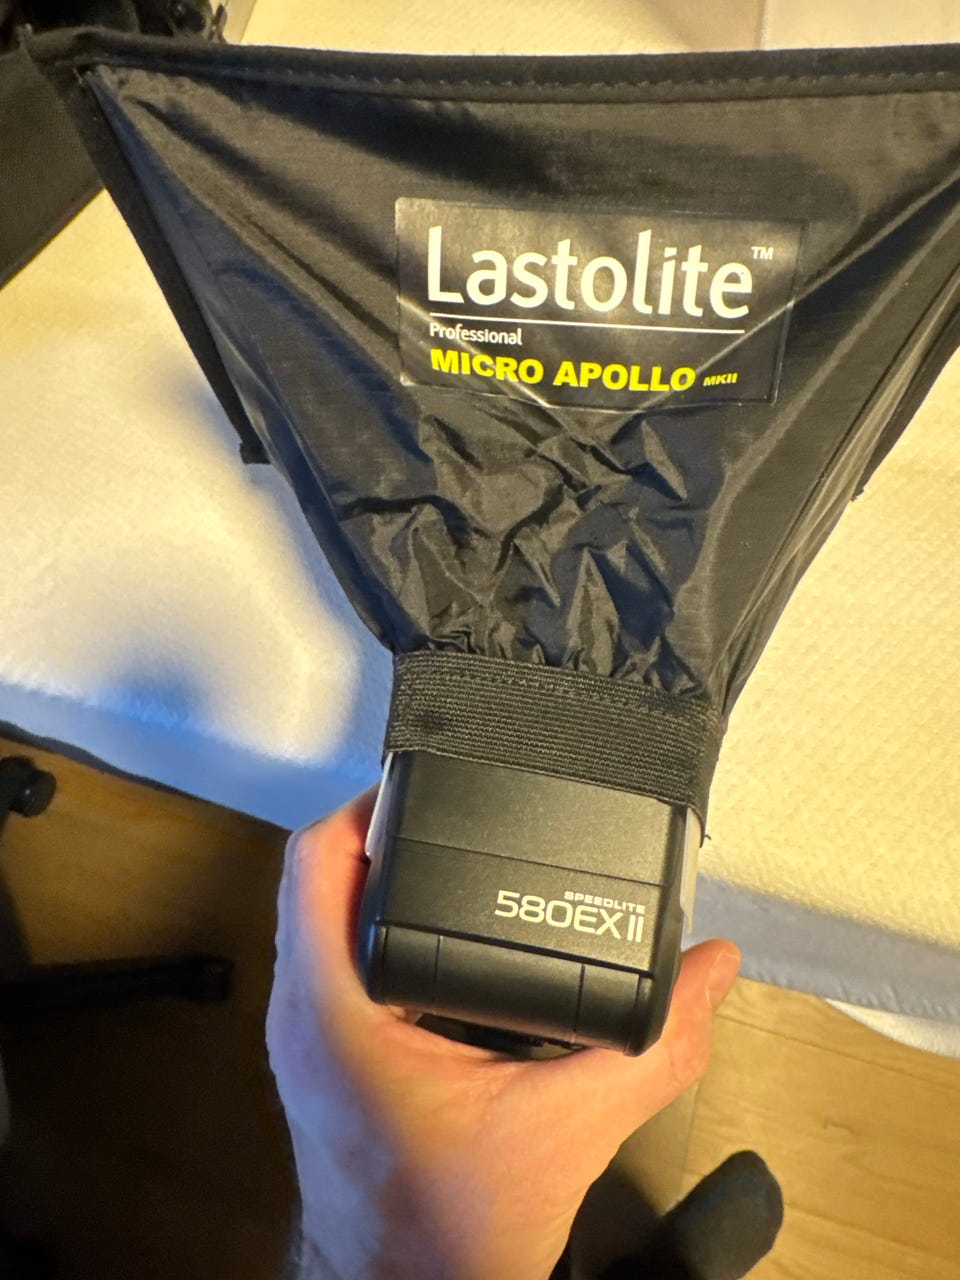 Lastolite™
Professional
MICRO APOLLO MKII
SPEEDLITE
580EX II